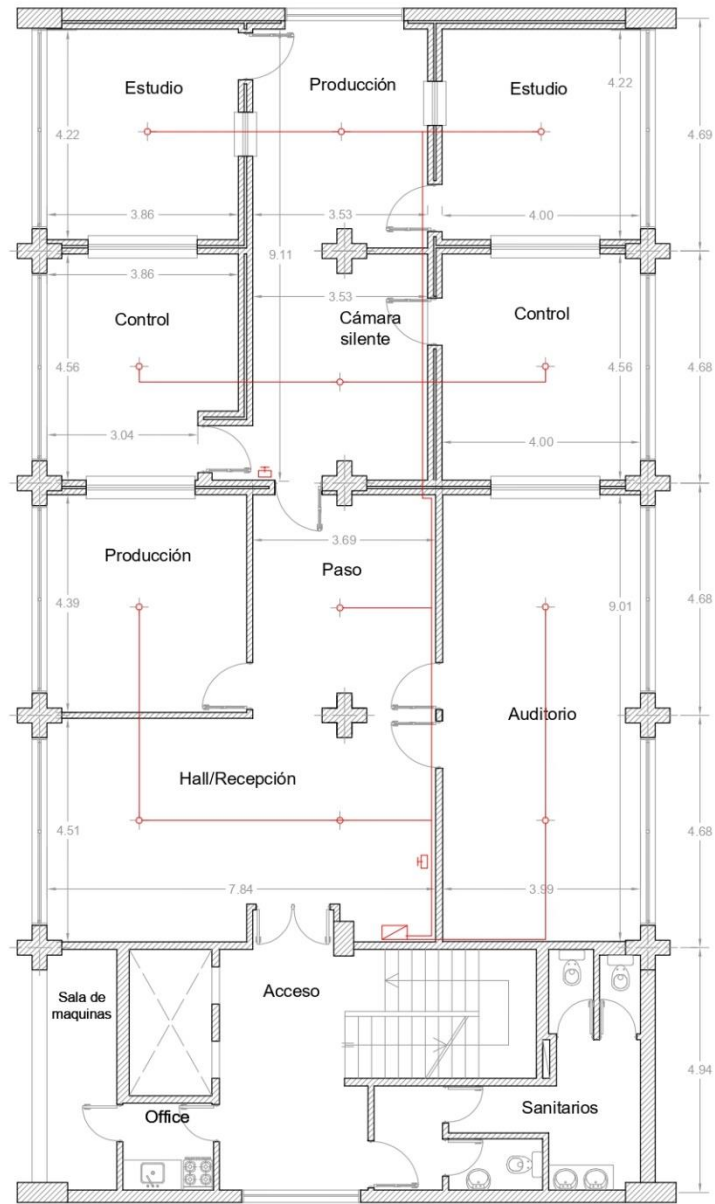 Estudio
Producción
Estudio
4.22
4.22
4.69
3.86
3.53
4.00
9.11
3.86
3.53
Control
Cámara
silente
Control
4.56
4.56
4.68
3.04
4.00
3.69
Producción
Paso
4.39
9.01
4.68
Auditorio
Hall/Recepción
4.51
4.68
7.84
3.99
Acceso
Sala de
maquinas
4.94
Office
Sanitarios